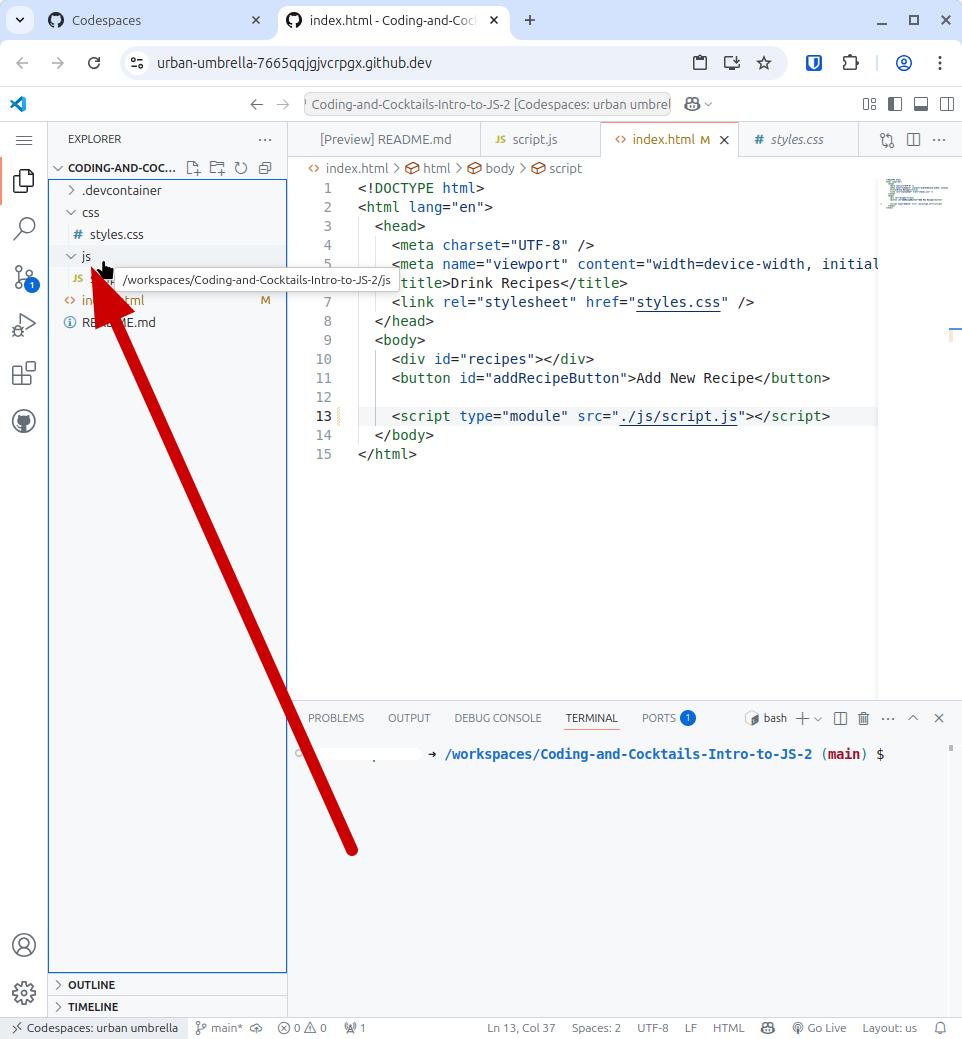 Codespaces
index.html - Coding-and-Coc
urban-umbrella-7665qqjgjvcrpgx.github.dev
Coding-and-Cocktails-Intro-to-JS-2 [Codespaces: urban umbrel
EXPLORER
CODING-AND-COC...
.devcontainer
css
# styles.css
js
JS
/workspaces/Coding-and-Cocktails-Intro-to-JS-2/js
M
README.md
OUTLINE
TIMELINE
[Preview] README.md
JS script.js
<> index.html M
# styles.css
<> index.html > html > body > script
1 <!DOCTYPE html>
2 <html lang="en">
3 <head>
4 <meta charset="UTF-8" />
5 <meta name="viewport" content="width=device-width, initial
title>Drink Recipes</title>
7 <link rel="stylesheet" href="styles.css" />
8 </head>
9 <body>
10 <div id="recipes"></div>
11 <button id="addRecipeButton">Add New Recipe</button>
12
13 <script type="module" src="./js/script.js"></script>
14 </body>
15 </html>
PROBLEMS OUTPUT DEBUG CONSOLE TERMINAL PORTS 1
bash
➜ /workspaces/Coding-and-Cocktails-Intro-to-JS-2 (main) $
1
Codespaces: urban umbrella
main*
0 0
1
Ln 13, Col 37
Spaces: 2
UTF-8
LF
HTML
Go Live
Layout: us